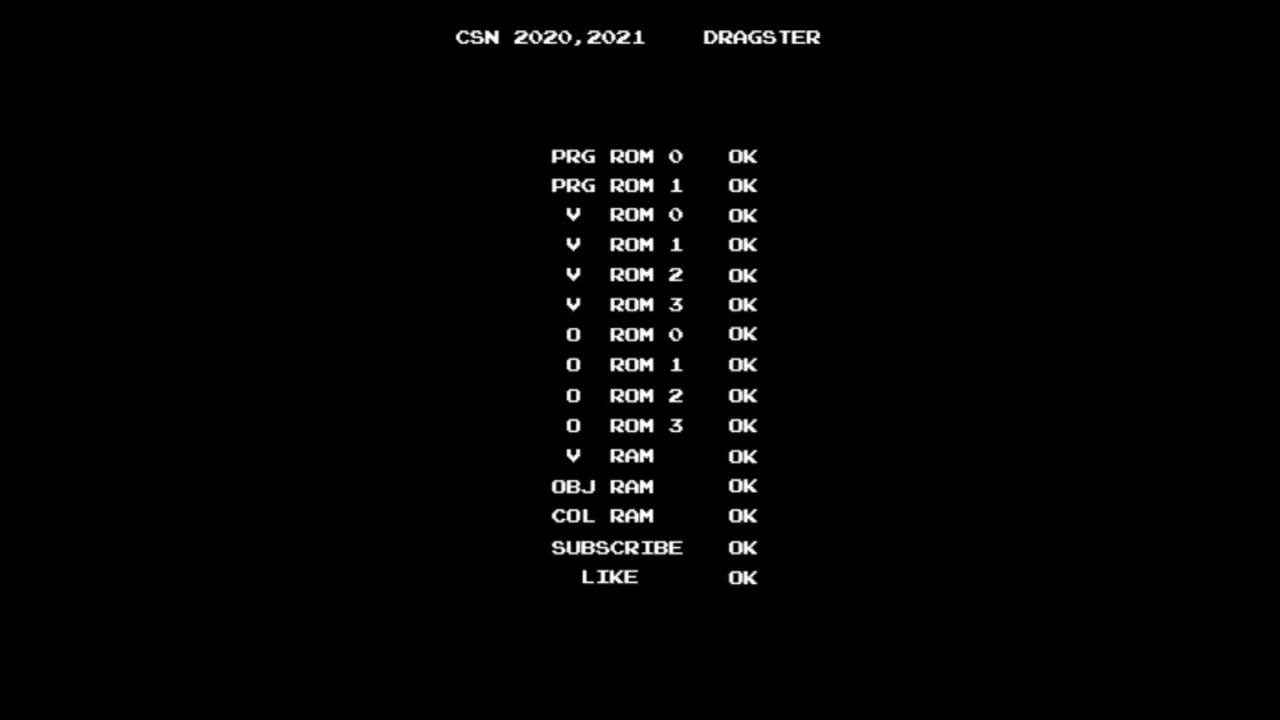 CSN 2020,2021 DRAGSTER
PRG ROM 0 OK
PRG ROM 1 OK
V ROM 0 OK
V ROM 1 OK
V ROM 2 OK
V ROM 3 OK
O ROM 0 OK
O ROM 1 OK
O ROM 2 OK
O ROM 3 OK
V RAM OK
OBJ RAM OK
COL RAM OK
SUBSCRIBE OK
LIKE OK